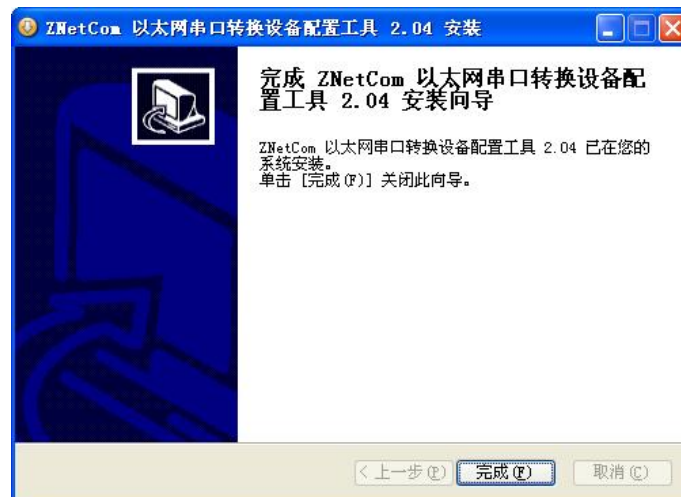 ZNetCom 以太网串口转换设备配置工具 2.04 安装
完成 ZNetCom 以太网串口转换设备配
置工具 2.04 安装向导
ZNetCom 以太网串口转换设备配置工具 2.04 已在您的
系统安装。
单击 [完成(F)] 关闭此向导。
< 上一步(P) 完成(F) 取消(C)